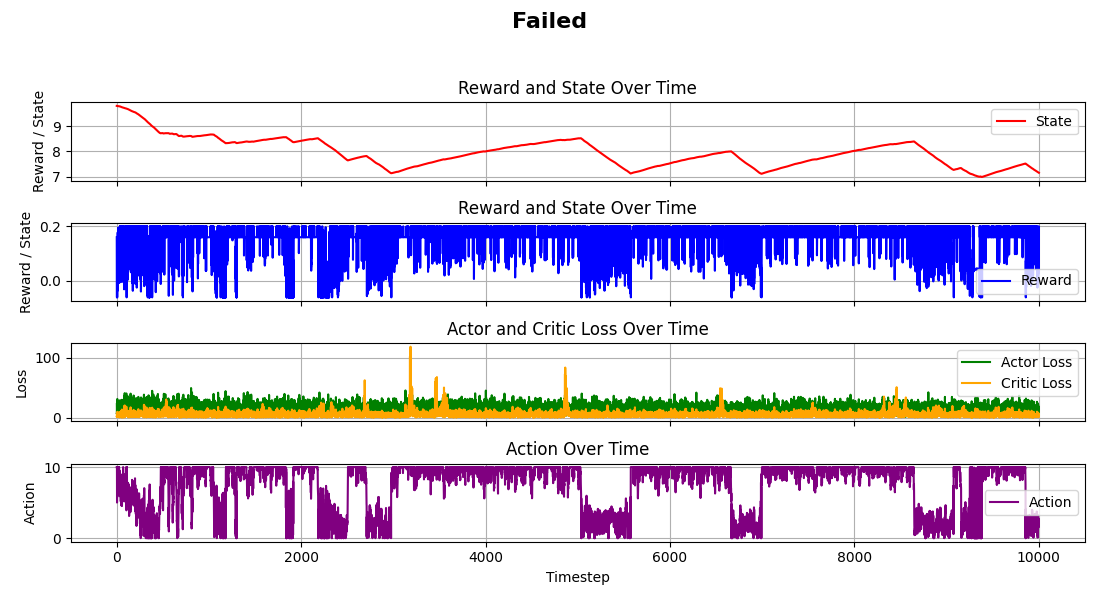 Failed
Reward and State Over Time
Reward / State
9
8
7
State
Reward and State Over Time
Reward / State
0.2
0.0
Reward
Actor and Critic Loss Over Time
Loss
100
0
Actor Loss
Critic Loss
Action Over Time
Action
10
0
Action
0 2000 4000 6000 8000 10000
Timestep